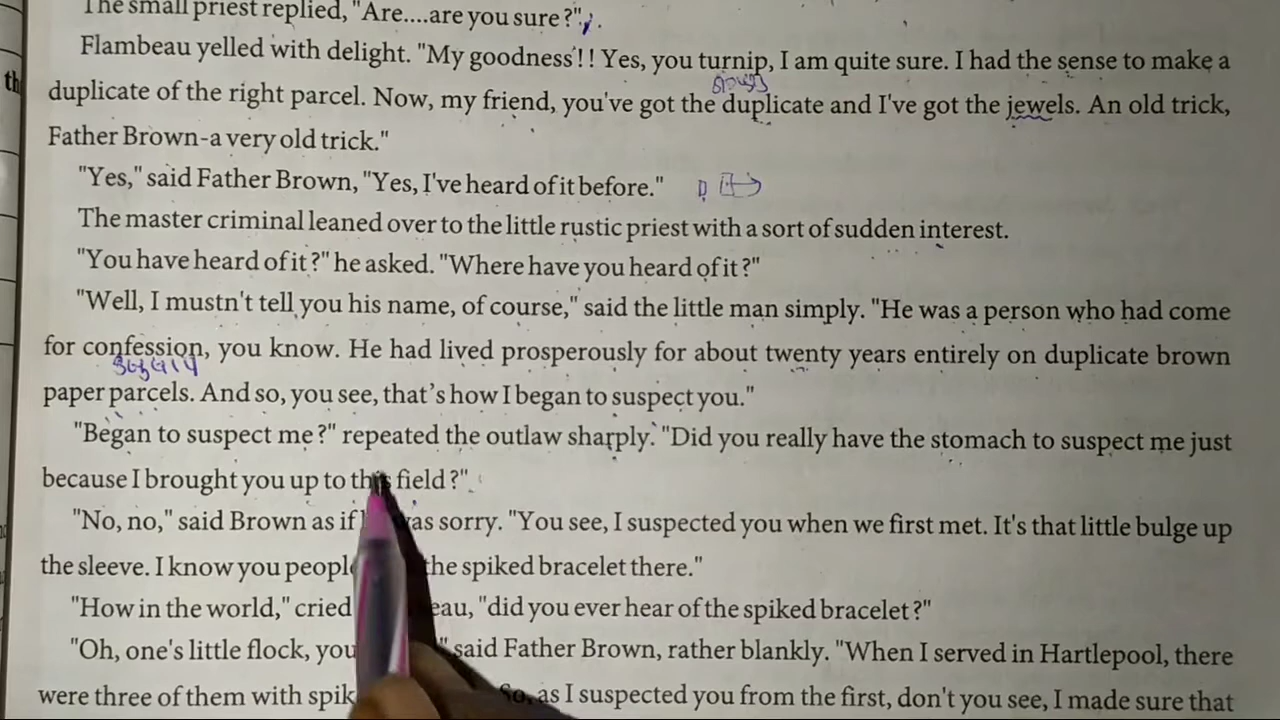 The small priest replied, "Are....are you sure?",.
Flambeau yelled with delight. "My goodness!! Yes, you turnip, I am quite sure. I had the sense to make a
duplicate of the right parcel. Now, my friend, you've got the duplicate and I've got the jewels. An old trick,
Father Brown-a very old trick."
"Yes," said Father Brown, "Yes, I've heard of it before."
The master criminal leaned over to the little rustic priest with a sort of sudden interest.
"You have heard of it?" he asked. "Where have you heard of it?"
"Well, I mustn't tell you his name, of course," said the little man simply. "He was a person who had come
for confession, you know. He had lived prosperously for about twenty years entirely on duplicate brown
paper parcels. And so, you see, that's how I began to suspect you."
"Began to suspect me?" repeated the outlaw sharply. "Did you really have the stomach to suspect me just
because I brought you up to this field?"
"No, no," said Brown as if was sorry. "You see, I suspected you when we first met. It's that little bulge up
the sleeve. I know you people the spiked bracelet there."
"How in the world," cried "did you ever hear of the spiked bracelet?"
"Oh, one's little flock, you said Father Brown, rather blankly. "When I served in Hartlepool, there
were three of them with So, as I suspected you from the first, don't you see, I made sure that